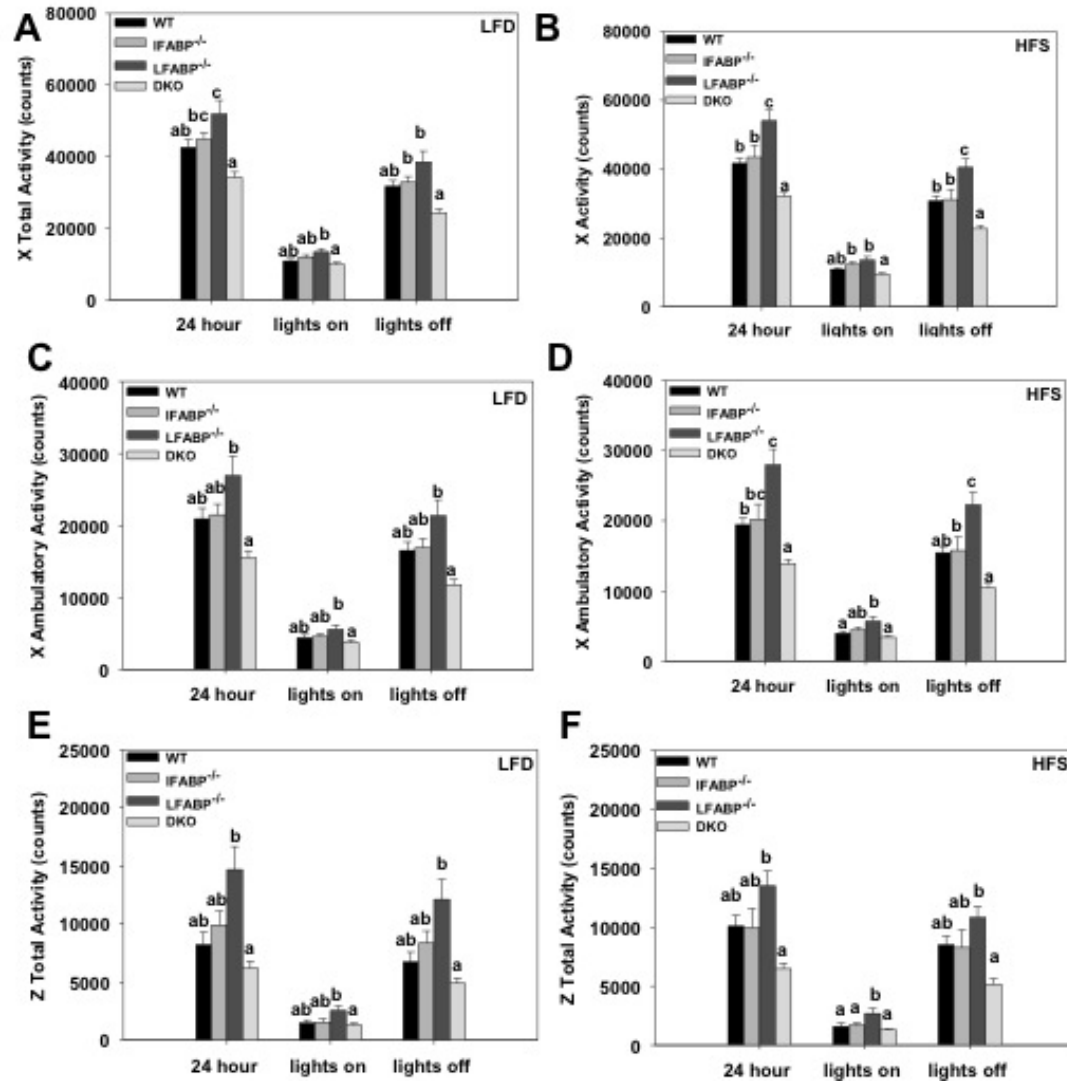 A
LFD
WT
IFABP-/-
LFABP-/-
DKO
X Total Activity (counts)
80000
60000
40000
20000
0
ab bc c a
ab ab b a
ab b b a
24 hour lights on lights off
B
HFS
WT
IFABP-/-
LFABP-/-
DKO
X Activity (counts)
80000
60000
40000
20000
0
b b c a
ab b b a
b b c a
24 hour lights on lights off
C
LFD
WT
IFABP-/-
LFABP-/-
DKO
X Ambulatory Activity (counts)
40000
30000
20000
10000
0
ab ab b a
ab ab b a
ab ab b a
24 hour lights on lights off
D
HFS
WT
IFABP-/-
LFABP-/-
DKO
X Ambulatory Activity (counts)
40000
30000
20000
10000
0
b bc c a
a ab b a
ab b c a
24 hour lights on lights off
E
LFD
WT
IFABP-/-
LFABP-/-
DKO
Z Total Activity (counts)
25000
20000
15000
10000
5000
0
ab ab b a
ab ab b a
ab ab b a
24 hour lights on lights off
F
HFS
WT
IFABP-/-
LFABP-/-
DKO
Z Total Activity (counts)
25000
20000
15000
10000
5000
0
ab ab b a
a a b a
ab ab b a
24 hour lights on lights off